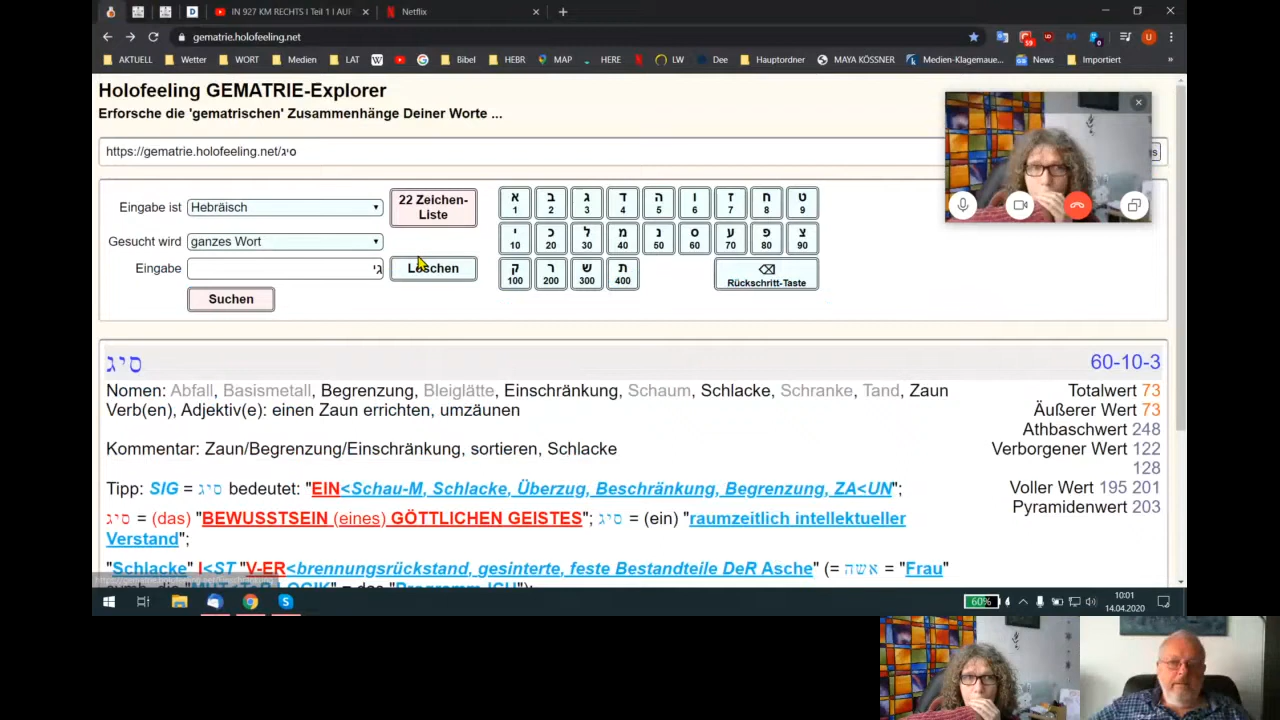 IN 927 KM RECHTS I Teil 1 I AUF
Netflix
gematrie.holofeeling.net
AKTUELL Wetter WORT Medien LAT Bibel HEBR MAP HERE LW Dee Hauptordner MAYA KÖSSNER Medien-Klagemaue... News Importiert
Holofeeling GEMATRIE-Explorer
Erforsche die 'gematrischen' Zusammenhänge Deiner Worte ...
https://gematrie.holofeeling.net/סיג
Eingabe ist Hebräisch
22 Zeichen-
Liste
Gesucht wird ganzes Wort
Eingabe גי Löschen
Suchen
א ב ג ד ה ו ז ח ט
1 2 3 4 5 6 7 8 9
י כ ל מ נ ס ע פ צ
10 20 30 40 50 60 70 80 90
ק ר ש ת
100 200 300 400
Rückschritt-Taste
סיג 60-10-3
Nomen: Abfall, Basismetall, Begrenzung, Bleiglätte, Einschränkung, Schaum, Schlacke, Schranke, Tand, Zaun
Verb(en), Adjektiv(e): einen Zaun errichten, umzäunen
Kommentar: Zaun/Begrenzung/Einschränkung, sortieren, Schlacke
Tipp: SIG = סיג bedeutet: "EIN<Schau-M, Schlacke, Überzug, Beschränkung, Begrenzung, ZA<UN";
סיג = (das) "BEWUSSTSEIN (eines) GÖTTLICHEN GEISTES"; סיג = (ein) "raumzeitlich intellektueller
Verstand";
"Schlacke" I<ST "V-ER<brennungsrückstand, gesinterte, feste Bestandteile DeR Asche" (= אשה = "Frau"
Totalwert 73
Äußerer Wert 73
Athbaschwert 248
Verborgener Wert 122
128
Voller Wert 195 201
Pyramidenwert 203
60%
10:01
14.04.2020